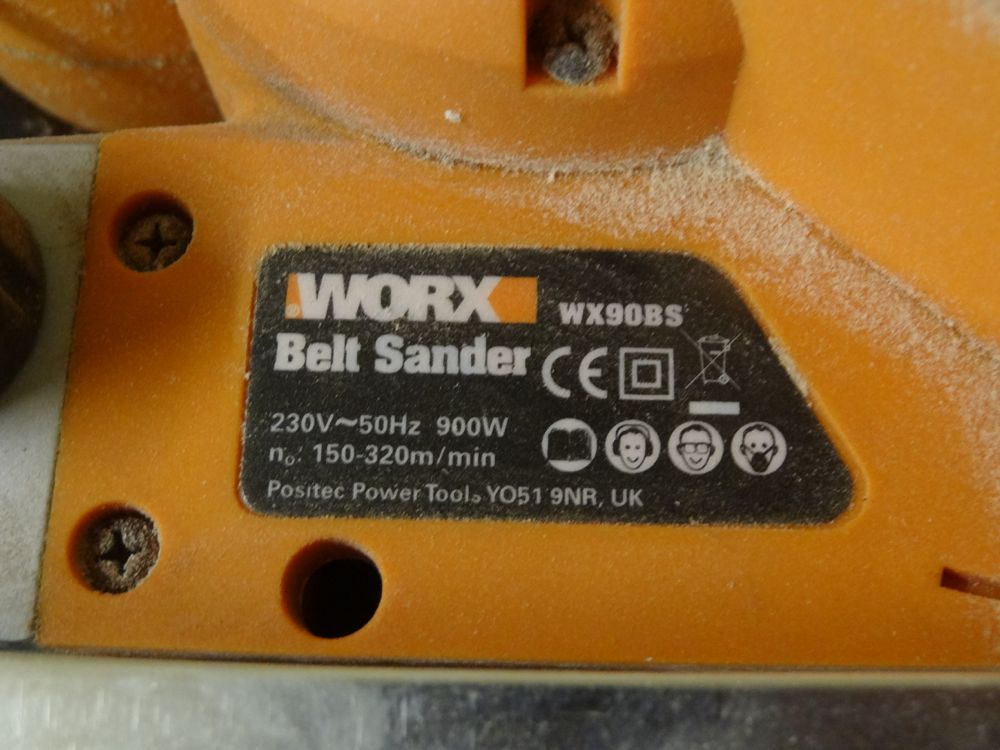 WORX
WX90BS
Belt Sander
CE
230V~50Hz 900W
n₀: 150-320m/min
Positec Power Tools YO51 9NR, UK